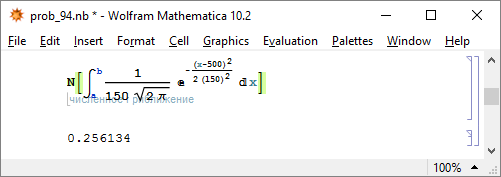 prob_94.nb * - Wolfram Mathematica 10.2
File Edit Insert Format Cell Graphics Evaluation Palettes Window Help
N[∫ₐᵇ 1/(150 √(2 π)) e^(-(x-500)²/(2 (150)²)) dx]
численное приближение
0.256134
100%